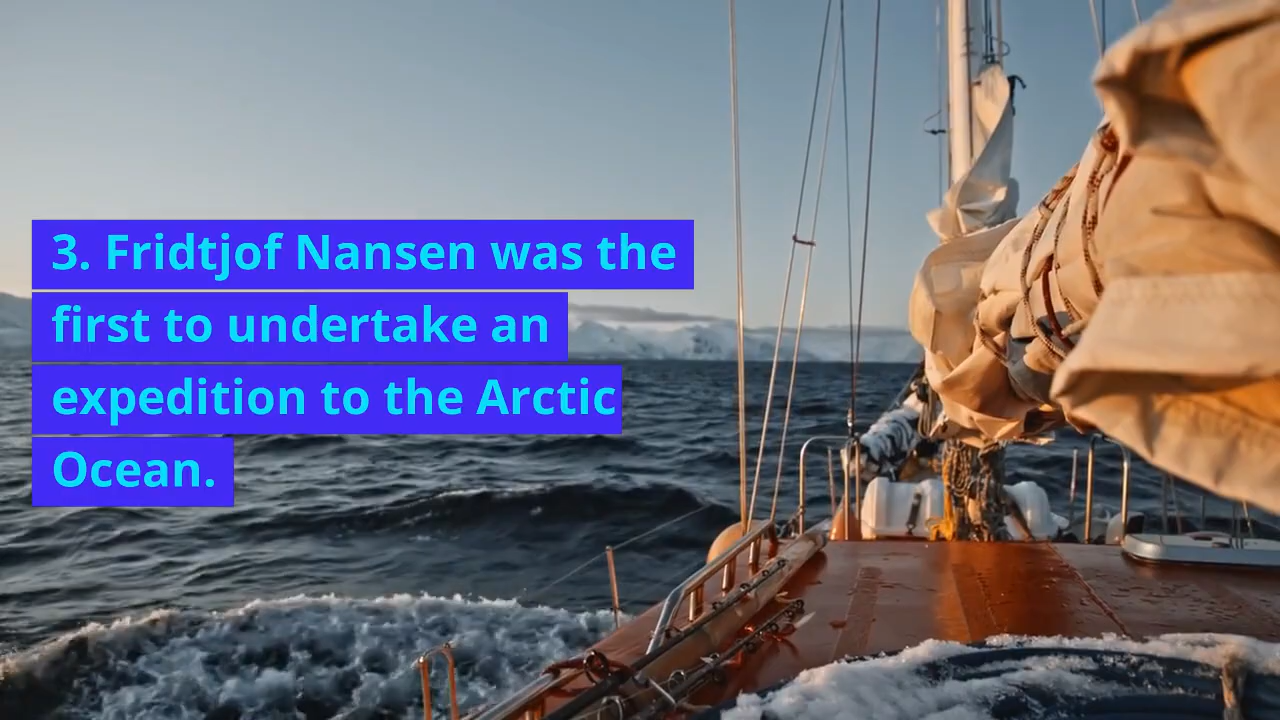 3. Fridtjof Nansen was the
first to undertake an
expedition to the Arctic
Ocean.